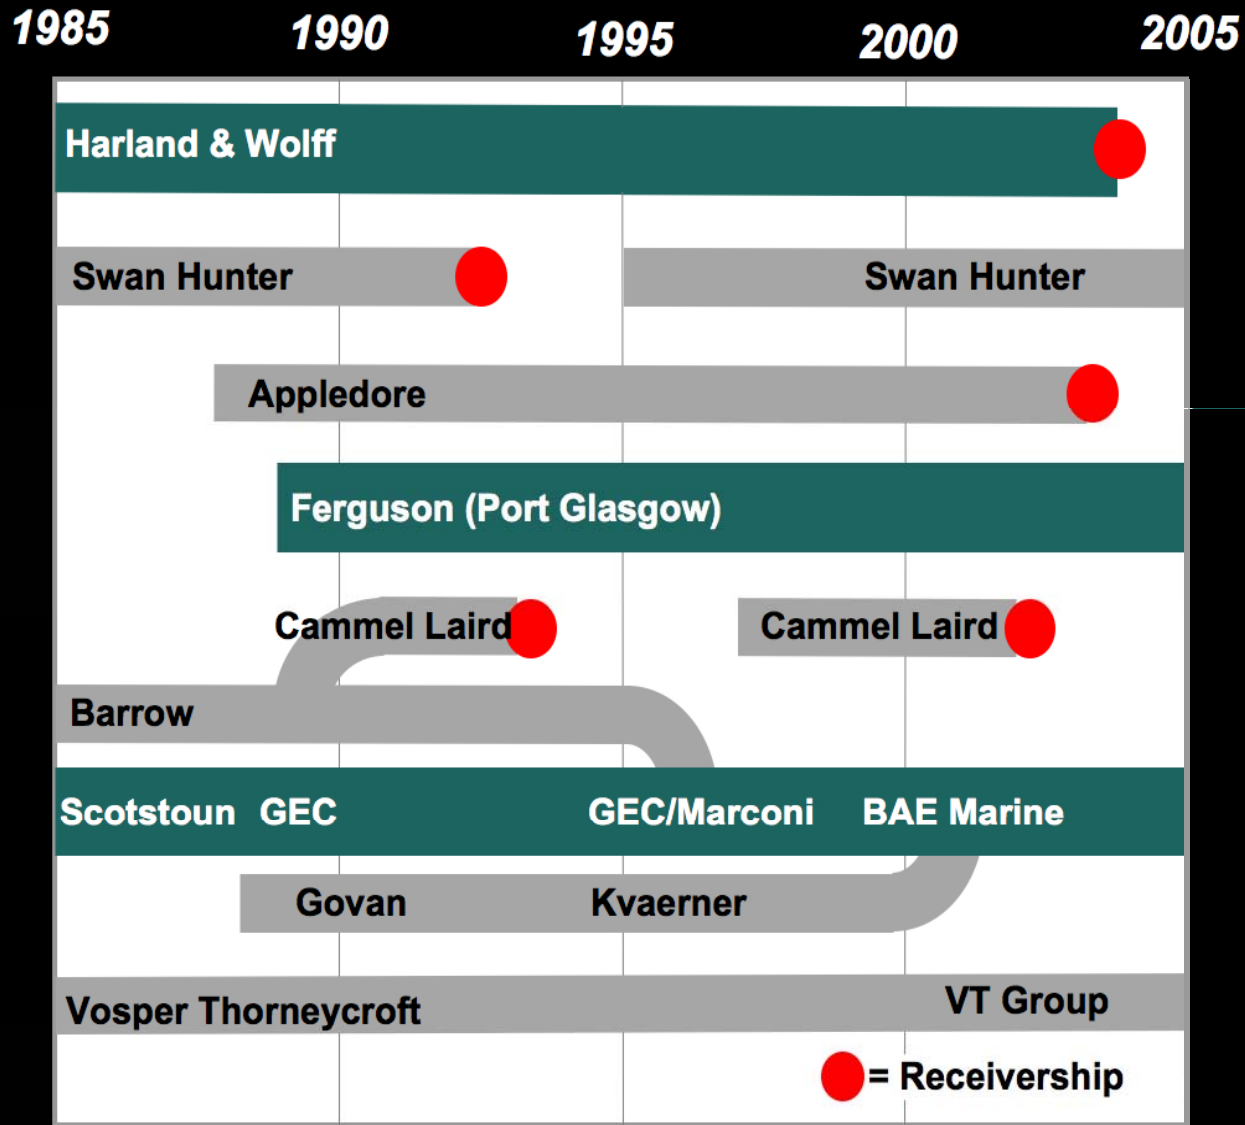 1985 1990 1995 2000 2005
Harland & Wolff
Swan Hunter Swan Hunter
Appledore
Ferguson (Port Glasgow)
Cammel Laird Cammel Laird
Barrow
Scotstoun GEC GEC/Marconi BAE Marine
Govan Kvaerner
Vosper Thorneycroft VT Group
= Receivership